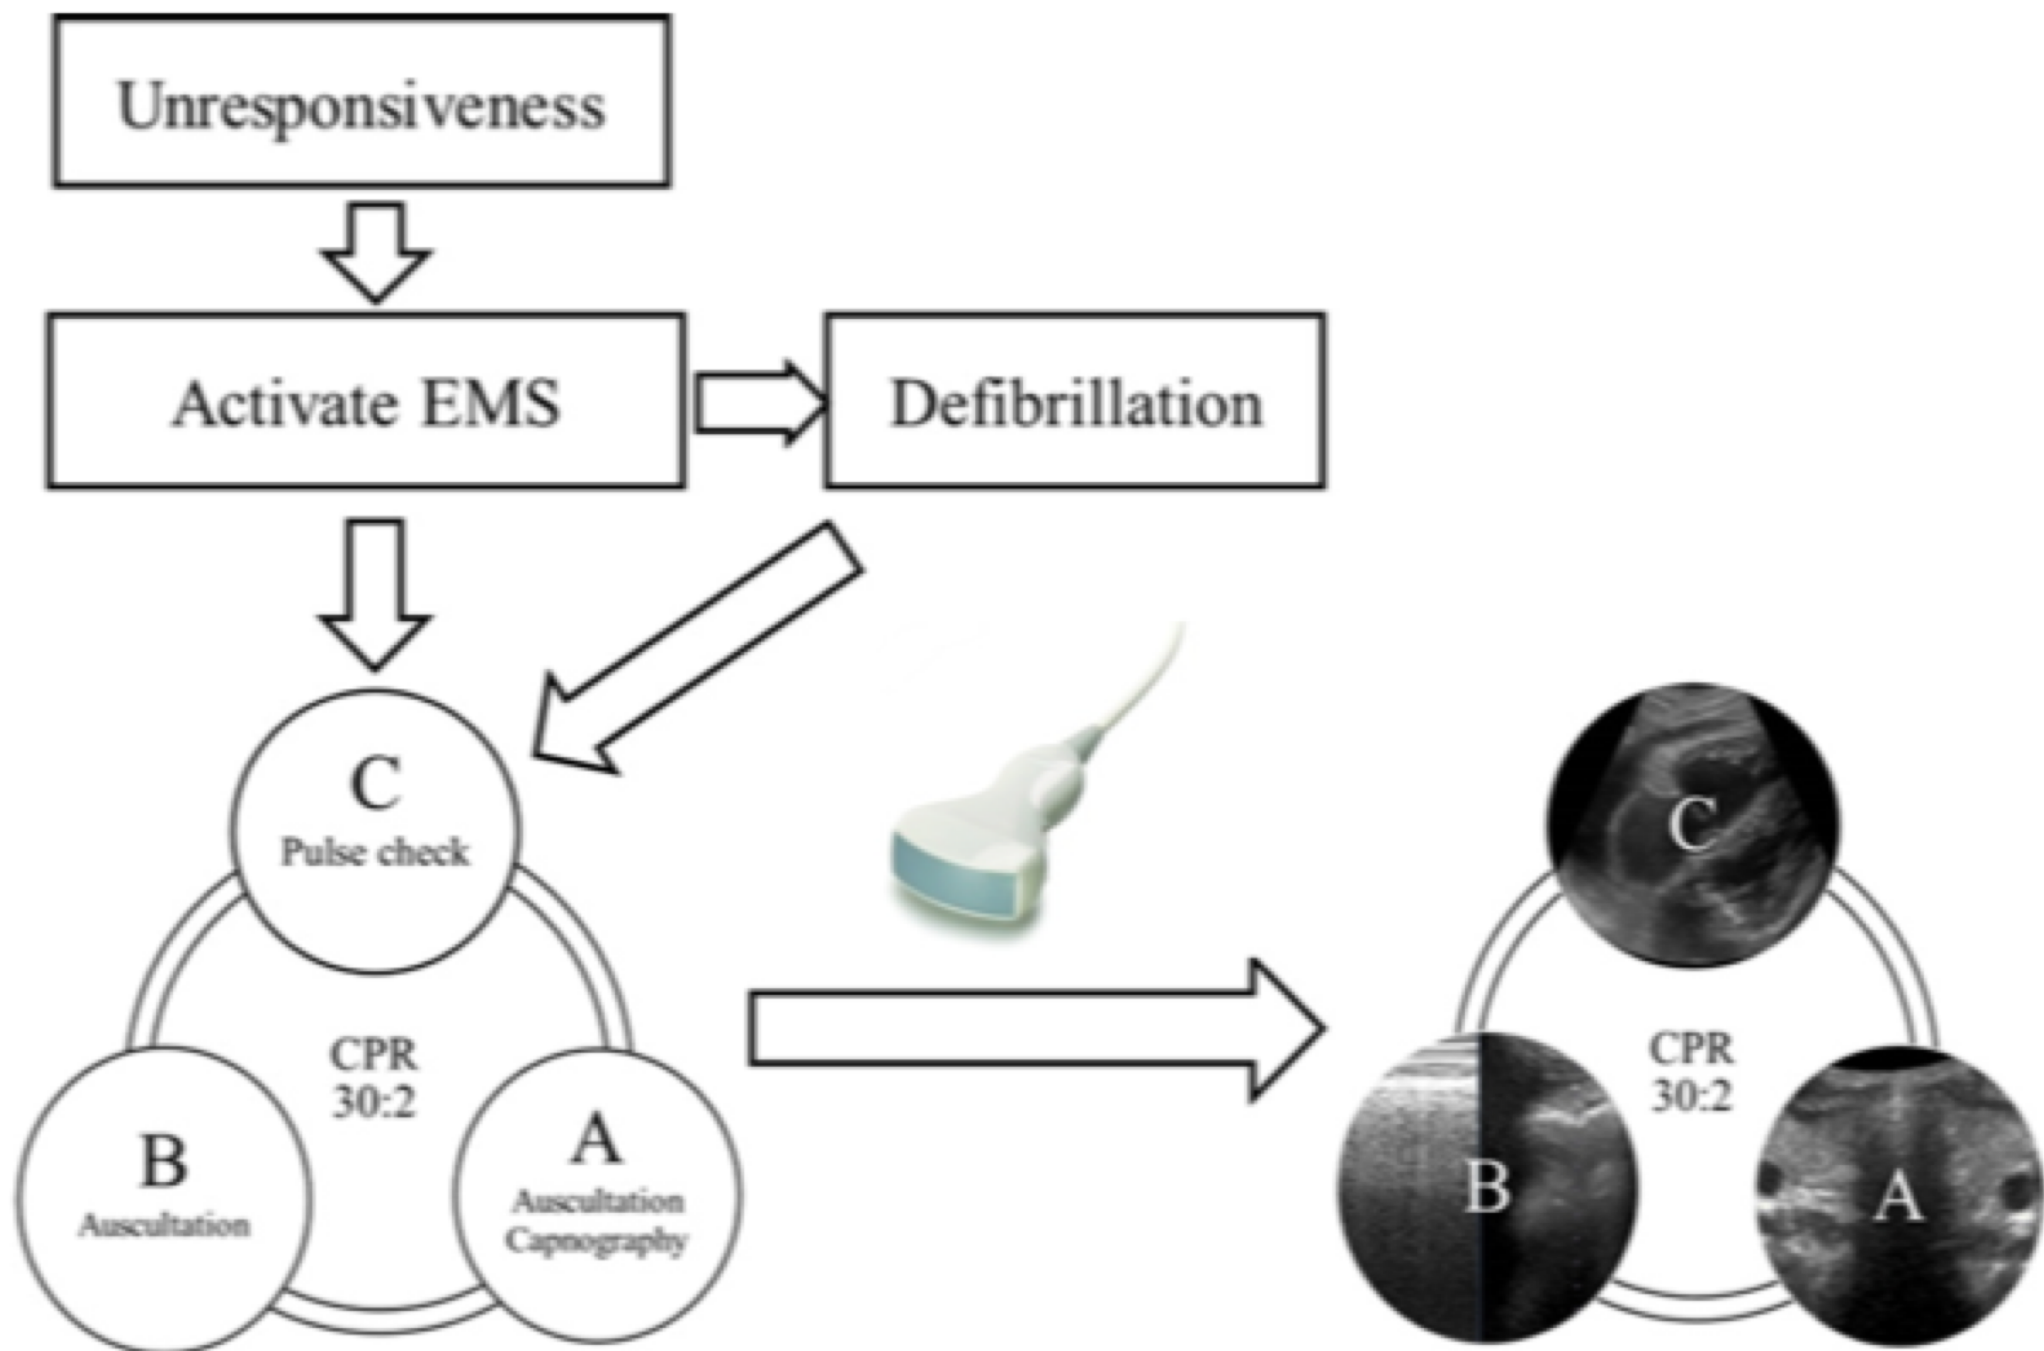 Unresponsiveness
Activate EMS
Defibrillation
C
Pulse check
CPR
30:2
B
Auscultation
A
Auscultation
Capnography
C
CPR
30:2
B
A